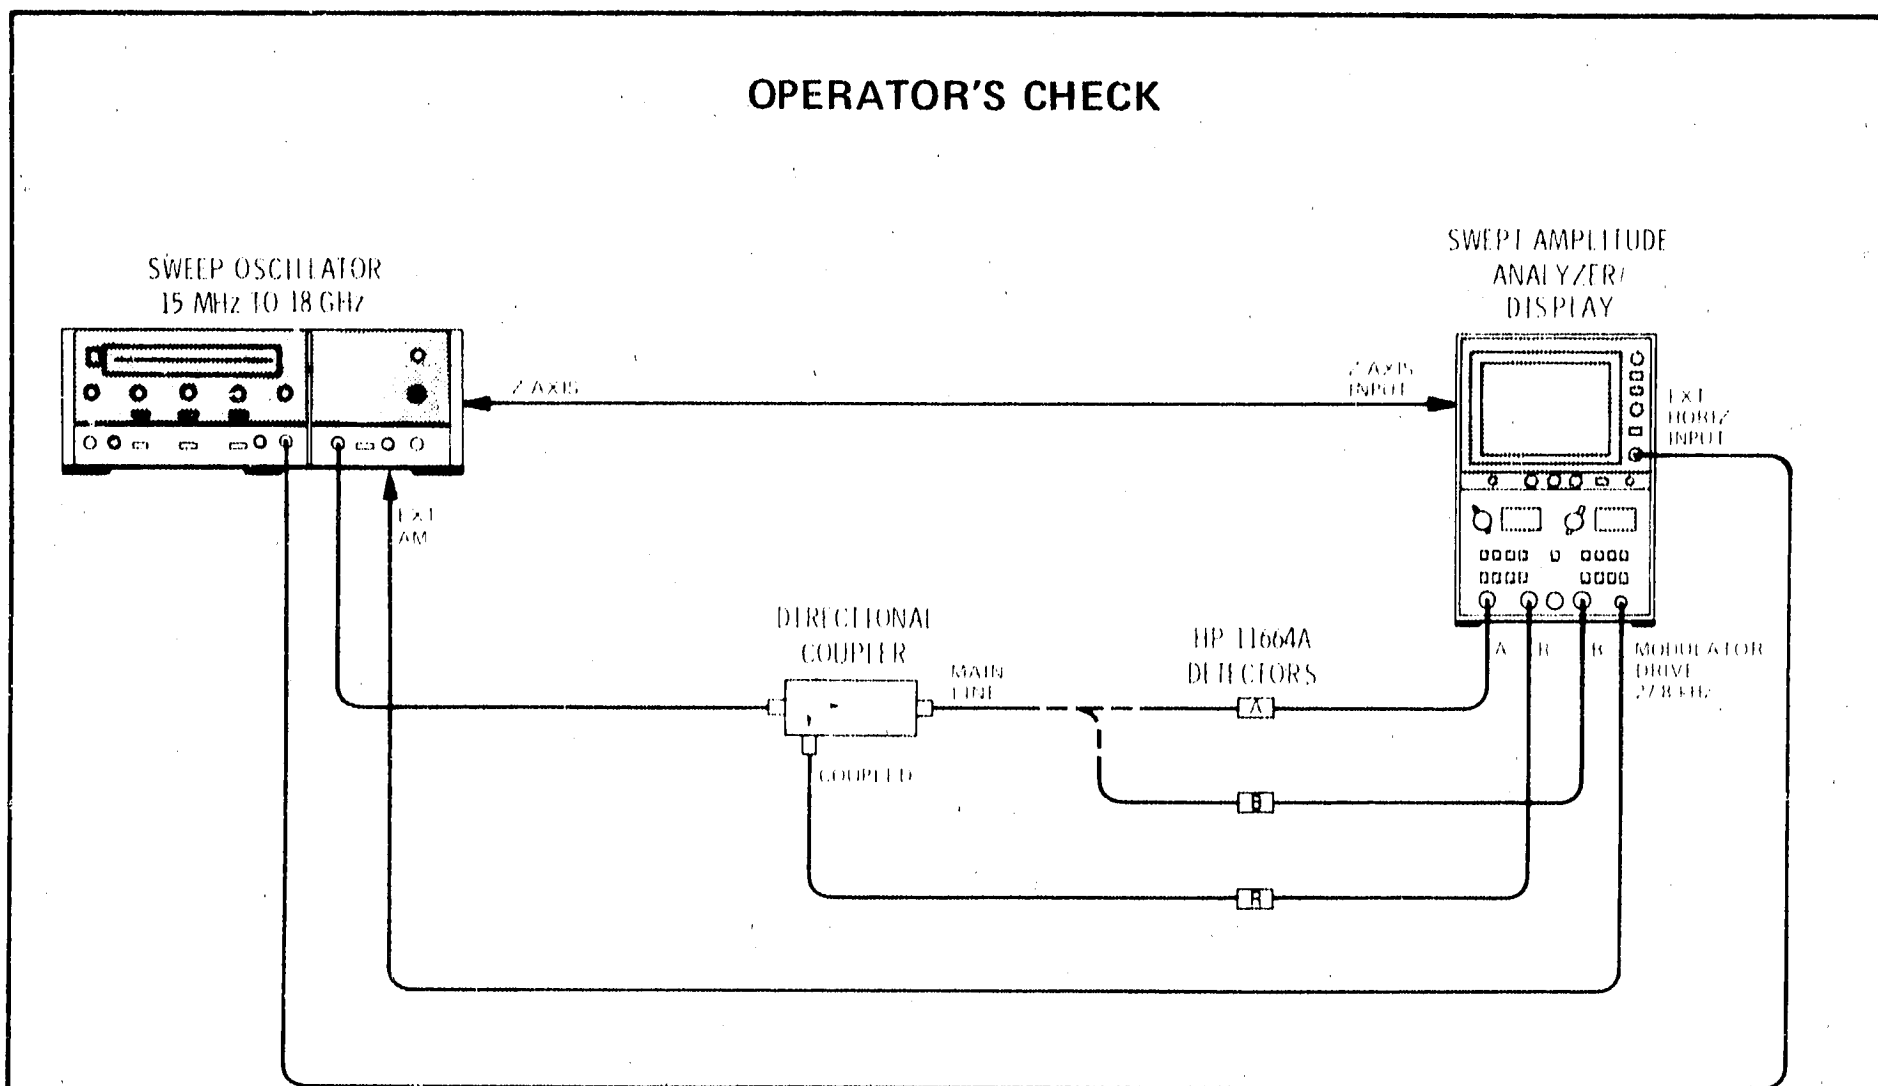 OPERATOR'S CHECK
SWEEP OSCILLATOR
15 MHz TO 18 GHz
SWEPT AMPLITUDE
ANALYZER/
DISPLAY
Z AXIS
Z AXIS
INPUT
EXT
HORIZ
INPUT
EXT
AM
DIRECTIONAL
COUPLER
MAIN
LINE
COUPLED
HP 11664A
DETECTORS
A
B
R
A
R
B
MODULATOR
DRIVE
27.8 kHz